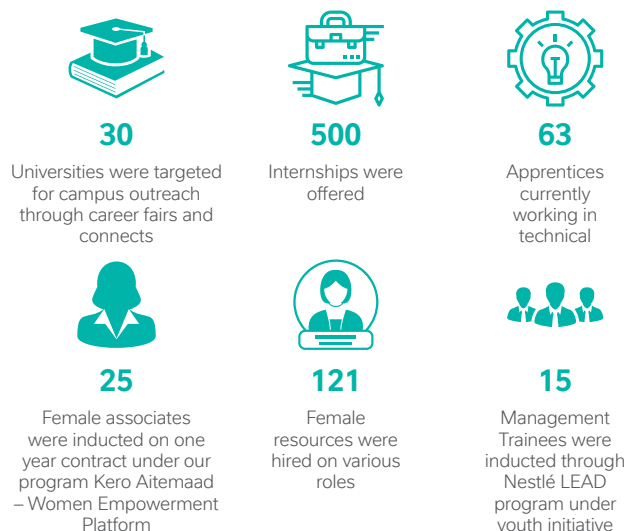 30
Universities were targeted
for campus outreach
through career fairs and
connects
500
Internships were
offered
63
Apprentices
currently
working in
technical
25
Female associates
were inducted on one
year contract under our
program Kero Aitemaad
– Women Empowerment
Platform
121
Female
resources were
hired on various
roles
15
Management
Trainees were
inducted through
Nestlé LEAD
program under
youth initiative